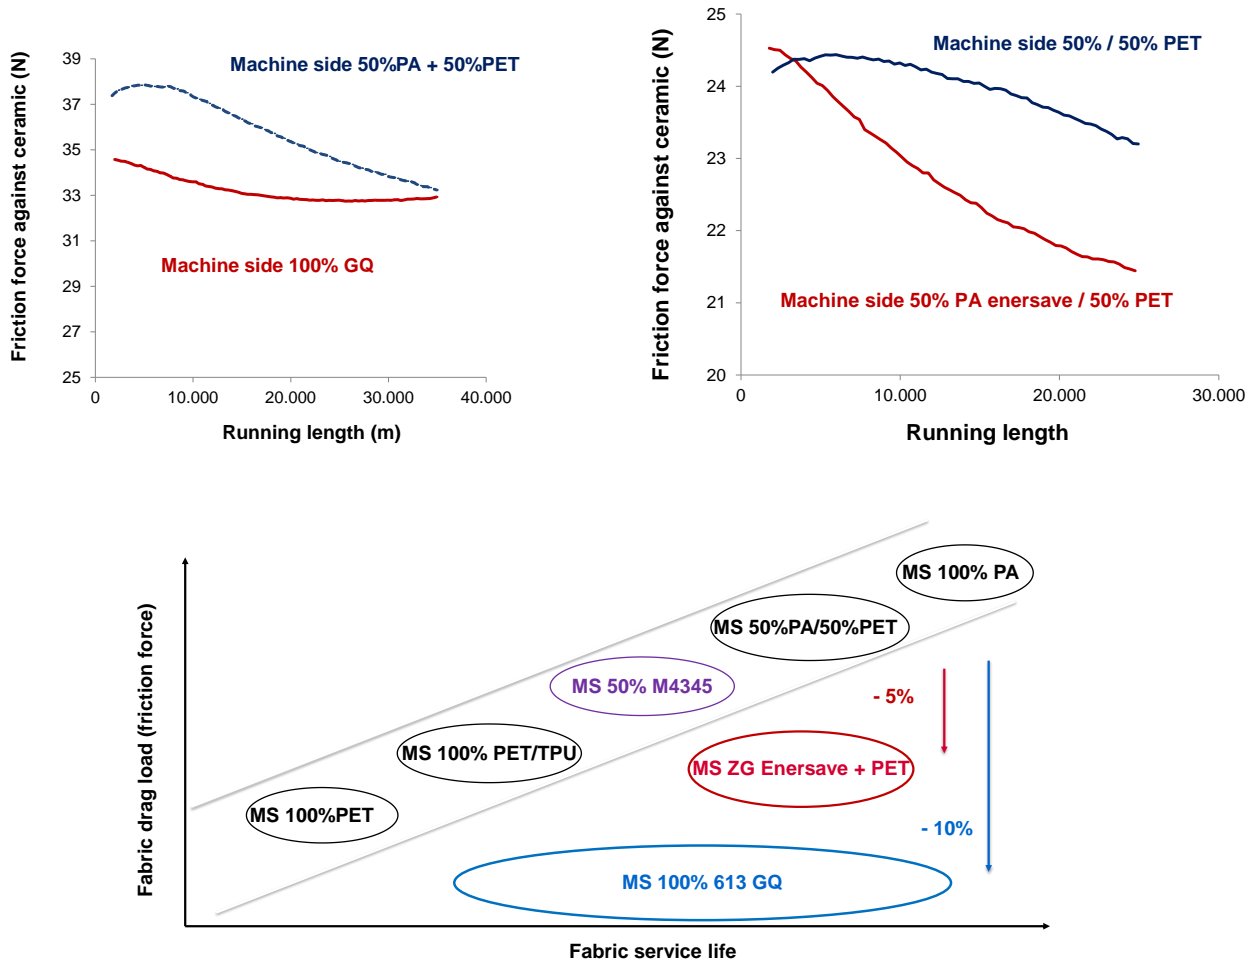 Friction force against ceramic (N)
39
37
35
33
31
29
27
25
Machine side 50%PA + 50%PET
Machine side 100% GQ
0
10.000
20.000
30.000
40.000
Running length (m)
Friction force against ceramic (N)
25
24
23
22
21
20
Machine side 50% / 50% PET
Machine side 50% PA enersave / 50% PET
0
10.000
20.000
30.000
Running length
Fabric drag load (friction force)
MS 100% PA
MS 50%PA/50%PET
MS 50% M4345
- 5%
MS 100% PET/TPU
MS ZG Enersave + PET
MS 100%PET
- 10%
MS 100% 613 GQ
Fabric service life